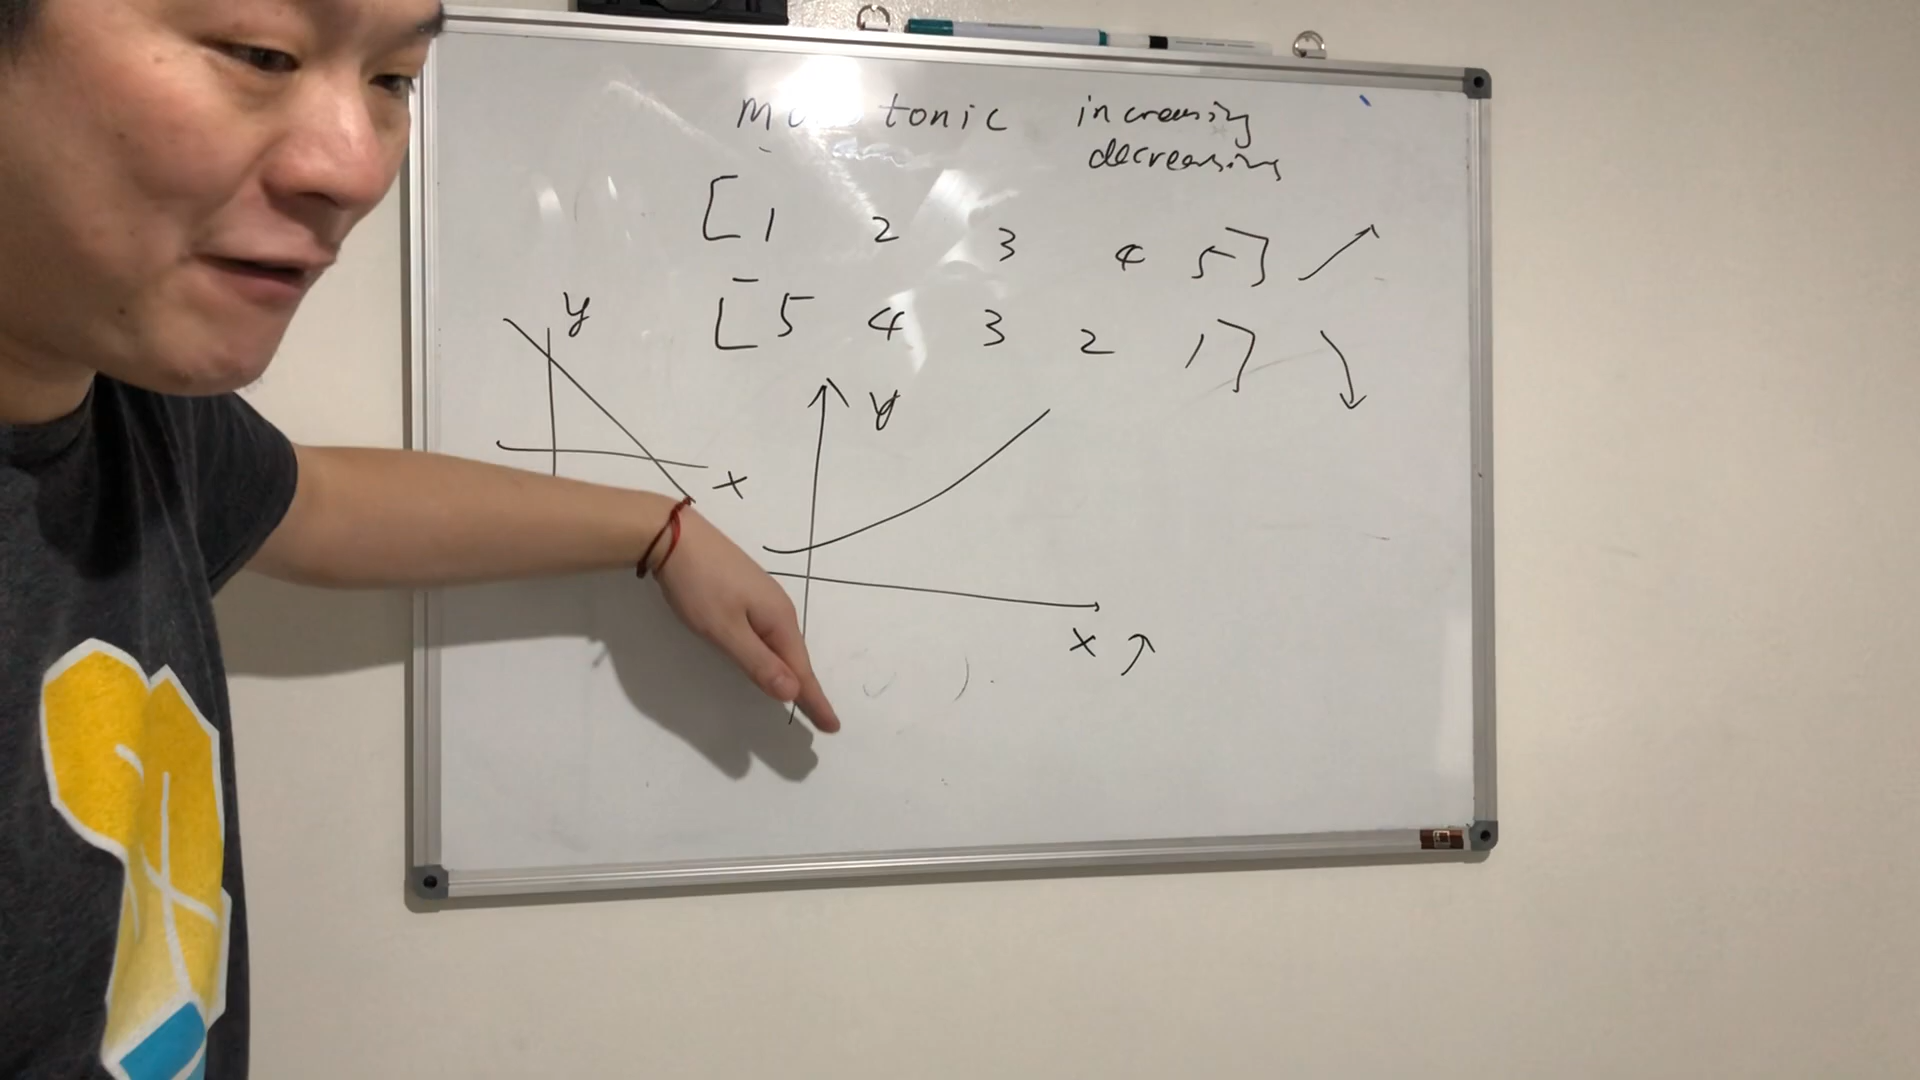 tonic increasing
decreasing
[1 2 3 4 5]
[5 4 3 2 1]
y
x
y
x